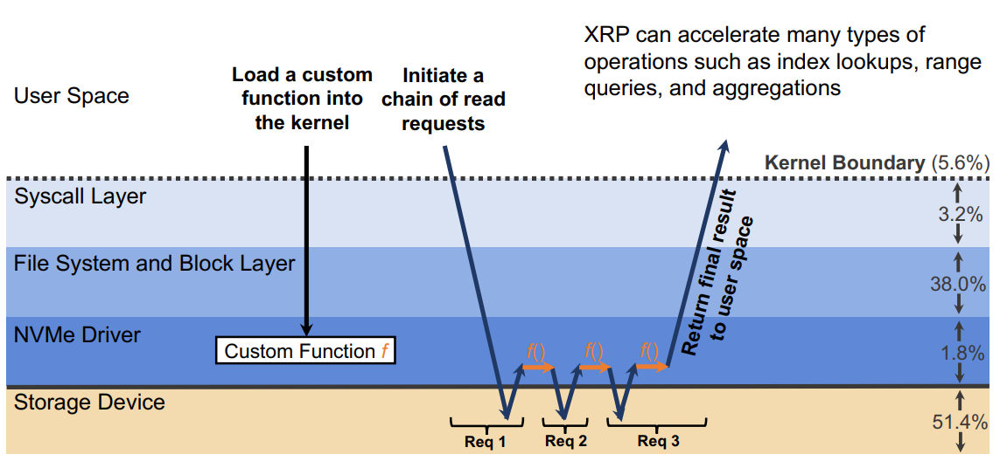 XRP can accelerate many types of
operations such as index lookups, range
queries, and aggregations
User Space
Load a custom
function into
the kernel
Initiate a
chain of read
requests
Kernel Boundary (5.6%)
Syscall Layer
3.2%
File System and Block Layer
38.0%
Return final result
to user space
NVMe Driver
1.8%
Custom Function f
f()
f()
f()
Storage Device
51.4%
Req 1
Req 2
Req 3